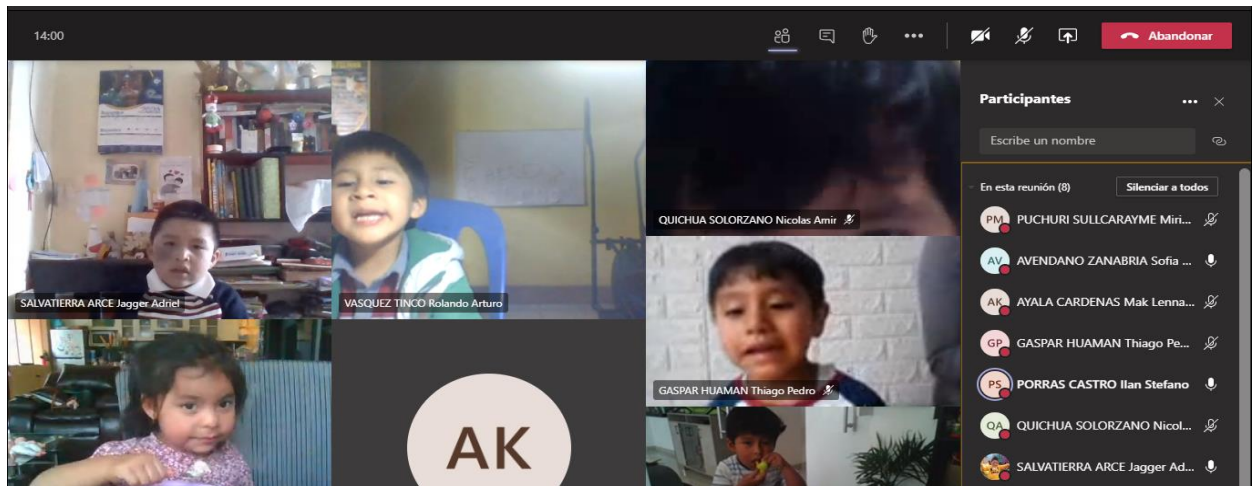 14:00
Abandonar
SALVATIERRA ARCE Jagger Adriel
VASQUEZ TINCO Rolando Arturo
QUICHUA SOLORZANO Nicolas Amir
GASPAR HUAMAN Thiago Pedro
AK
Participantes
Escribe un nombre
En esta reunión (8)
Silenciar a todos
PM PUCHURI SULLCARAYME Miri...
AV AVENDANO ZANABRIA Sofia ...
AK AYALA CARDENAS Mak Lenna...
GP GASPAR HUAMAN Thiago Pe...
PS PORRAS CASTRO Ilan Stefano
QA QUICHUA SOLORZANO Nicol...
SALVATIERRA ARCE Jagger Ad...